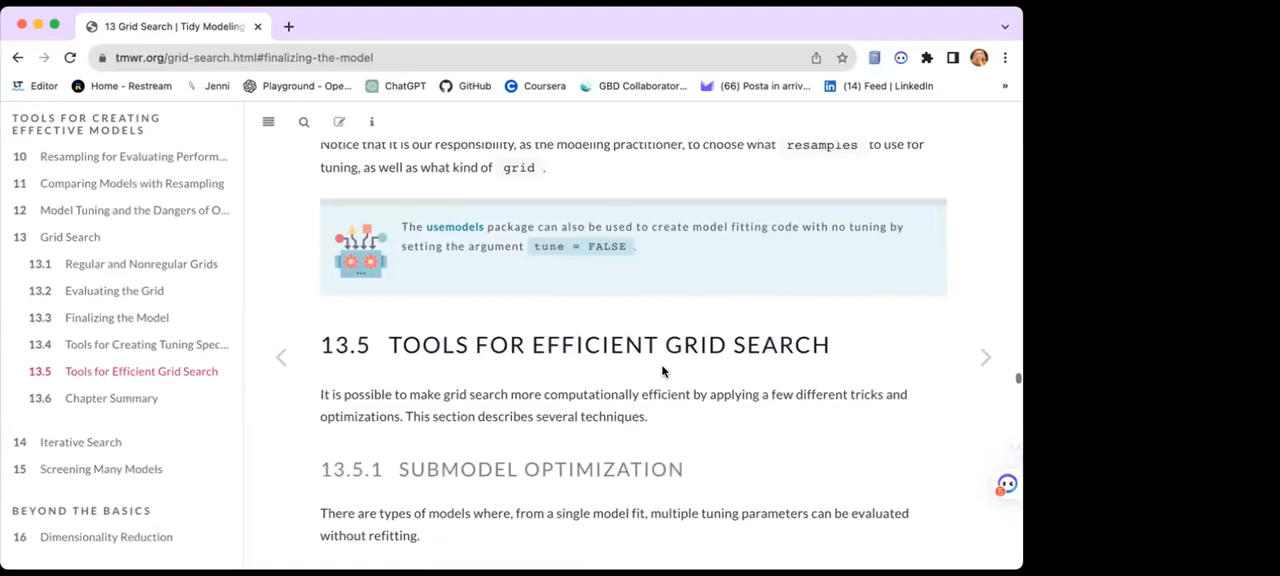 13 Grid Search | Tidy Modeling
tmwr.org/grid-search.html#finalizing-the-model
LT Editor Home - Restream Jenni Playground - Ope... ChatGPT GitHub Coursera GBD Collaborator... (66) Posta in arriv... in (14) Feed | LinkedIn »
TOOLS FOR CREATING
EFFECTIVE MODELS
10 Resampling for Evaluating Perform...
11 Comparing Models with Resampling
12 Model Tuning and the Dangers of O...
13 Grid Search
13.1 Regular and Nonregular Grids
13.2 Evaluating the Grid
13.3 Finalizing the Model
13.4 Tools for Creating Tuning Spec...
13.5 Tools for Efficient Grid Search
13.6 Chapter Summary
14 Iterative Search
15 Screening Many Models
BEYOND THE BASICS
16 Dimensionality Reduction
Notice that it is our responsibility, as the modeling practitioner, to choose what resamples to use for
tuning, as well as what kind of grid .
The usemodels package can also be used to create model fitting code with no tuning by
setting the argument tune = FALSE .
13.5 TOOLS FOR EFFICIENT GRID SEARCH
It is possible to make grid search more computationally efficient by applying a few different tricks and
optimizations. This section describes several techniques.
13.5.1 SUBMODEL OPTIMIZATION
There are types of models where, from a single model fit, multiple tuning parameters can be evaluated
without refitting.